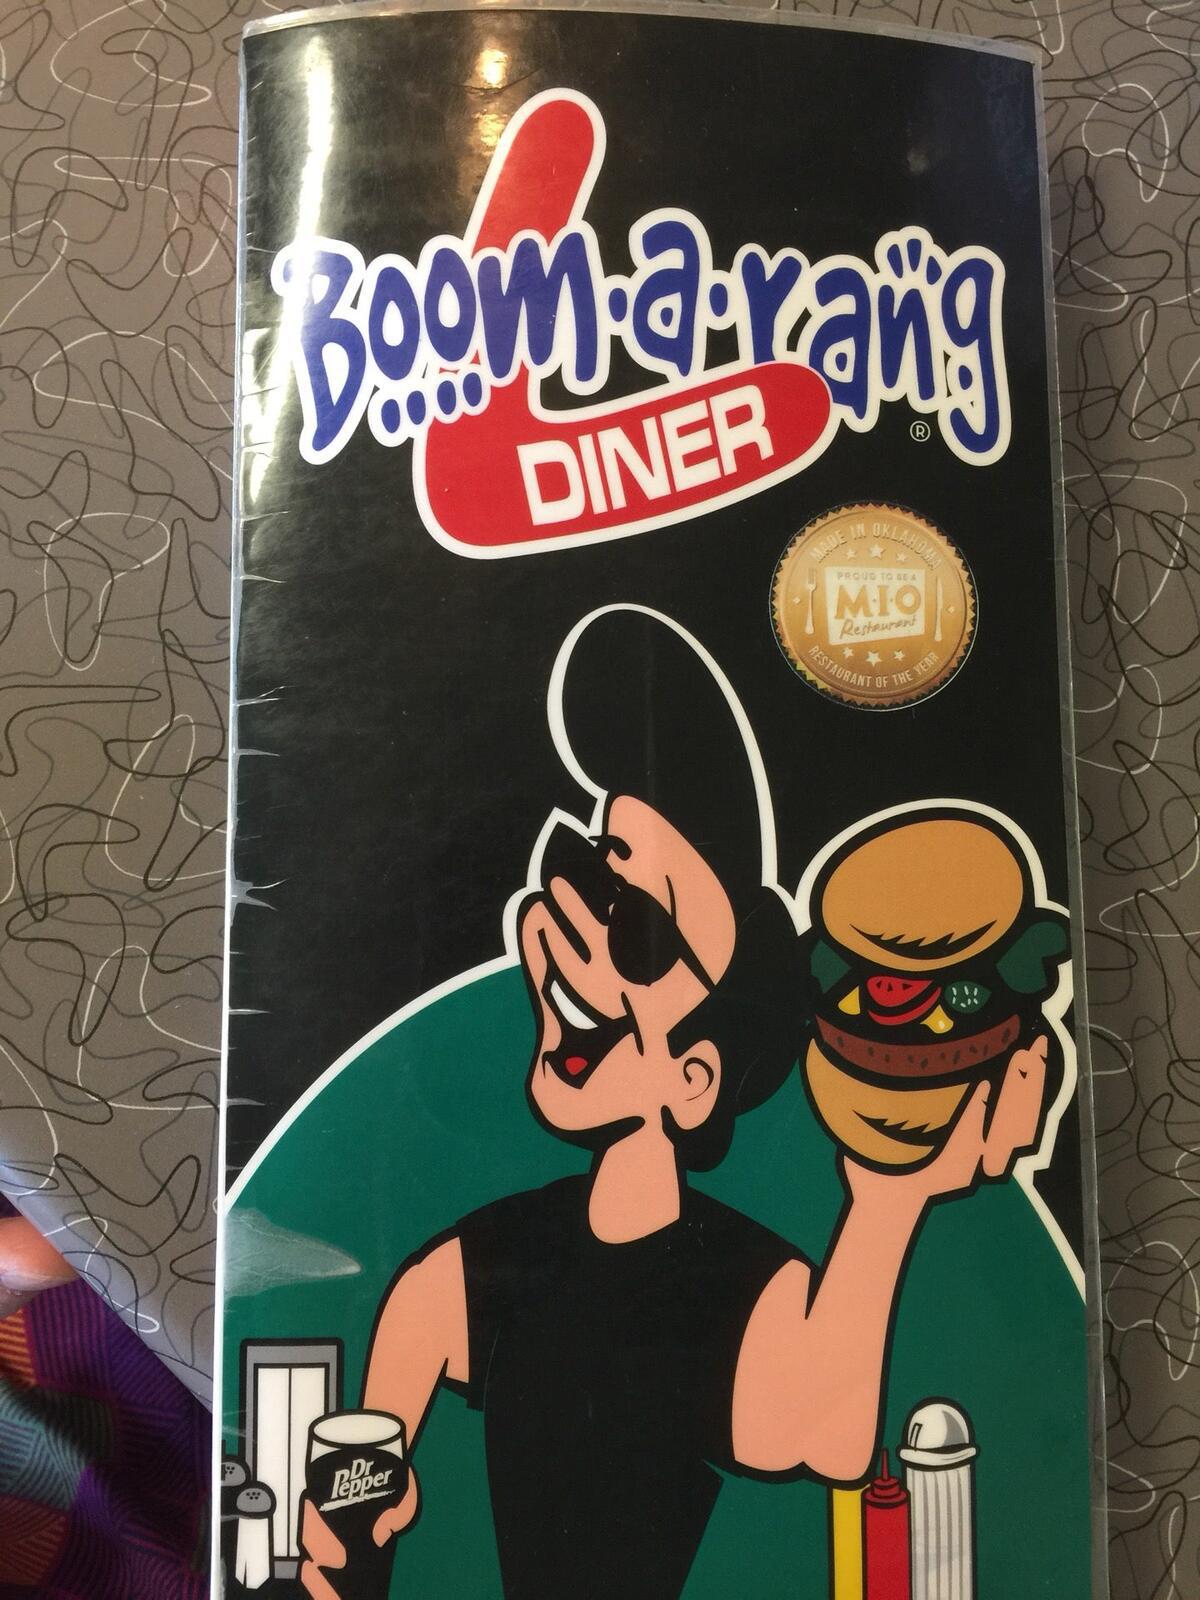 Boom·a·rang
DINER
®
MADE IN OKLAHOMA
PROUD TO BE A
M·I·O
Restaurant
RESTAURANT OF THE YEAR
Dr
Pepper